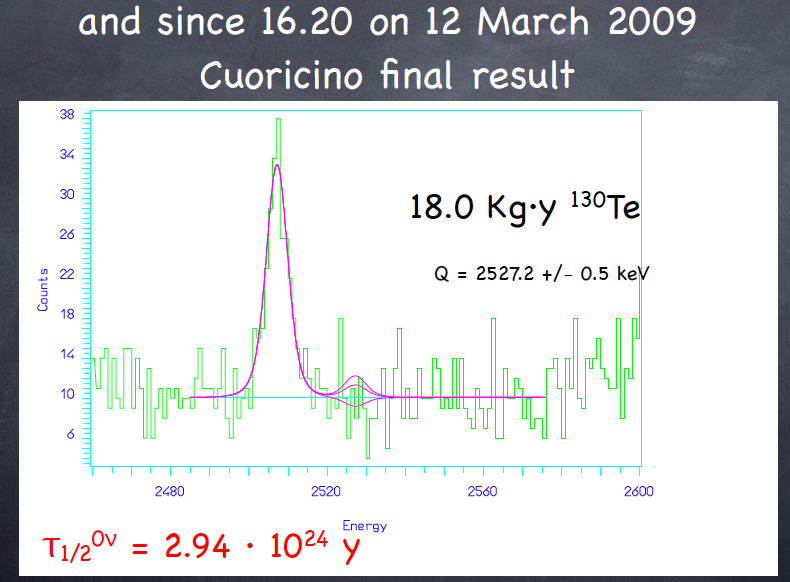 and since 16.20 on 12 March 2009
Cuoricino final result
38
34
30
26
22
18
14
10
6
Counts
18.0 Kg·y ¹³⁰Te
Q = 2527.2 +/- 0.5 keV
2480 2520 2560 2600
Energy
τ₁/₂⁰ᵛ = 2.94 · 10²⁴ y